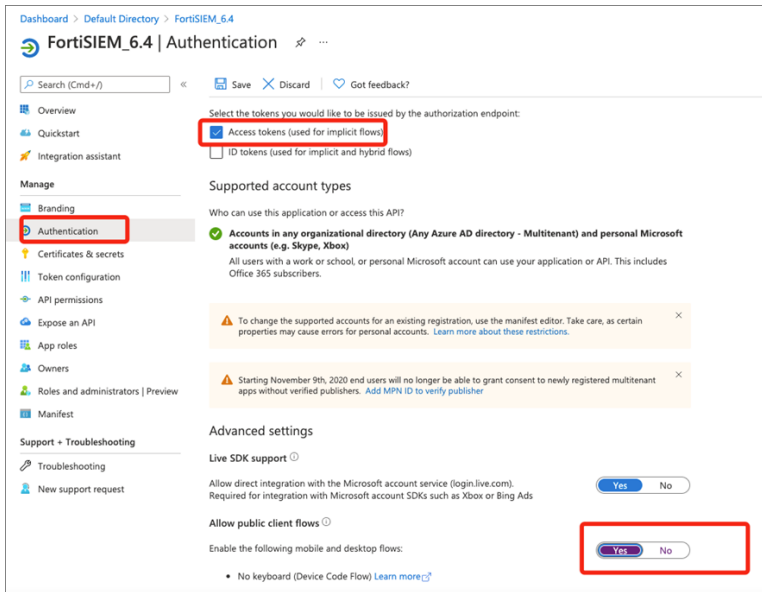 Dashboard > Default Directory > FortiSIEM_6.4
FortiSIEM_6.4 | Authentication
Search (Cmd+/)
Save
Discard
Got feedback?
Overview
Quickstart
Integration assistant
Manage
Branding
Authentication
Certificates & secrets
Token configuration
API permissions
Expose an API
App roles
Owners
Roles and administrators | Preview
Manifest
Support + Troubleshooting
Troubleshooting
New support request
Select the tokens you would like to be issued by the authorization endpoint:
Access tokens (used for implicit flows)
ID tokens (used for implicit and hybrid flows)
Supported account types
Who can use this application or access this API?
Accounts in any organizational directory (Any Azure AD directory - Multitenant) and personal Microsoft
accounts (e.g. Skype, Xbox)
All users with a work or school, or personal Microsoft account can use your application or API. This includes
Office 365 subscribers.
To change the supported accounts for an existing registration, use the manifest editor. Take care, as certain
properties may cause errors for personal accounts. Learn more about these restrictions.
Starting November 9th, 2020 end users will no longer be able to grant consent to newly registered multitenant
apps without verified publishers. Add MPN ID to verify publisher
Advanced settings
Live SDK support
Allow direct integration with the Microsoft account service (login.live.com).
Required for integration with Microsoft account SDKs such as Xbox or Bing Ads
Yes No
Allow public client flows
Enable the following mobile and desktop flows:
Yes No
• No keyboard (Device Code Flow) Learn more